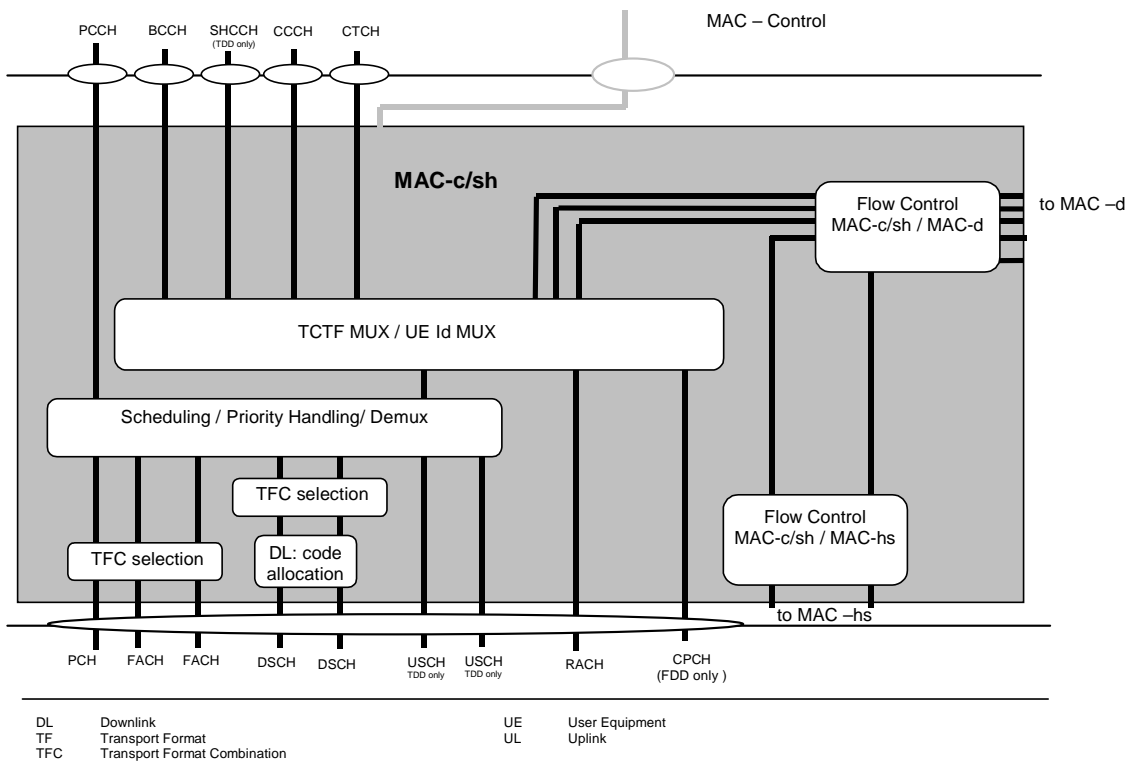 PCCH BCCH SHCCH CCCH CTCH
(TDD only)
MAC – Control
MAC-c/sh
Flow Control
MAC-c/sh / MAC-d
to MAC –d
TCTF MUX / UE Id MUX
Scheduling / Priority Handling/ Demux
TFC selection
Flow Control
MAC-c/sh / MAC-hs
TFC selection
DL: code
allocation
to MAC –hs
PCH FACH FACH DSCH DSCH USCH USCH RACH CPCH
TDD only TDD only (FDD only )
DL Downlink UE User Equipment
TF Transport Format UL Uplink
TFC Transport Format Combination